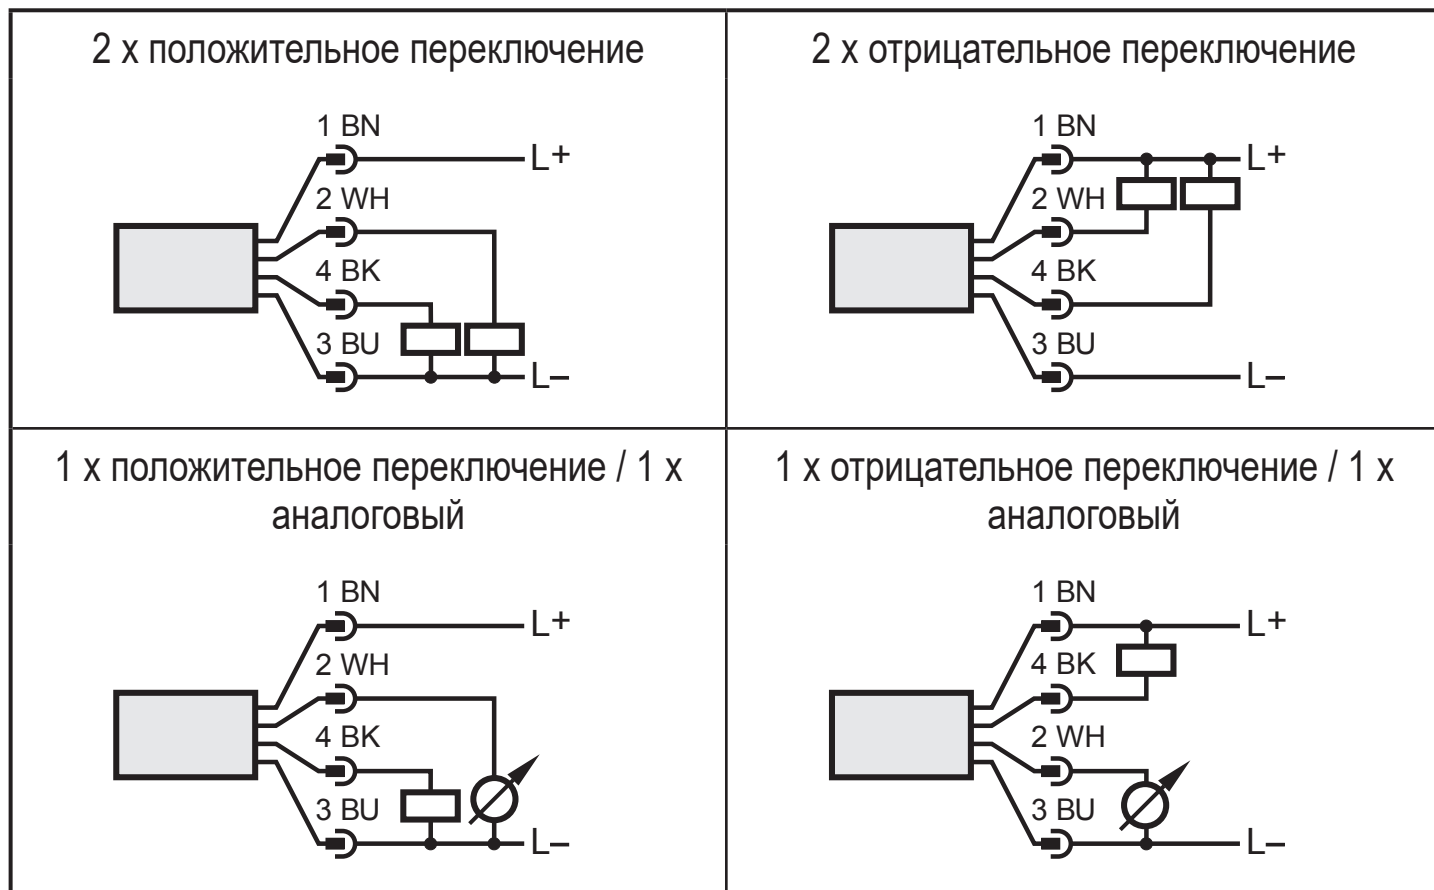 2 x положительное переключение
1 BN
L+
2 WH
4 BK
3 BU
L–
2 x отрицательное переключение
1 BN
L+
2 WH
4 BK
3 BU
L–
1 x положительное переключение / 1 x
аналоговый
1 BN
L+
2 WH
4 BK
3 BU
L–
1 x отрицательное переключение / 1 x
аналоговый
1 BN
L+
4 BK
2 WH
3 BU
L–